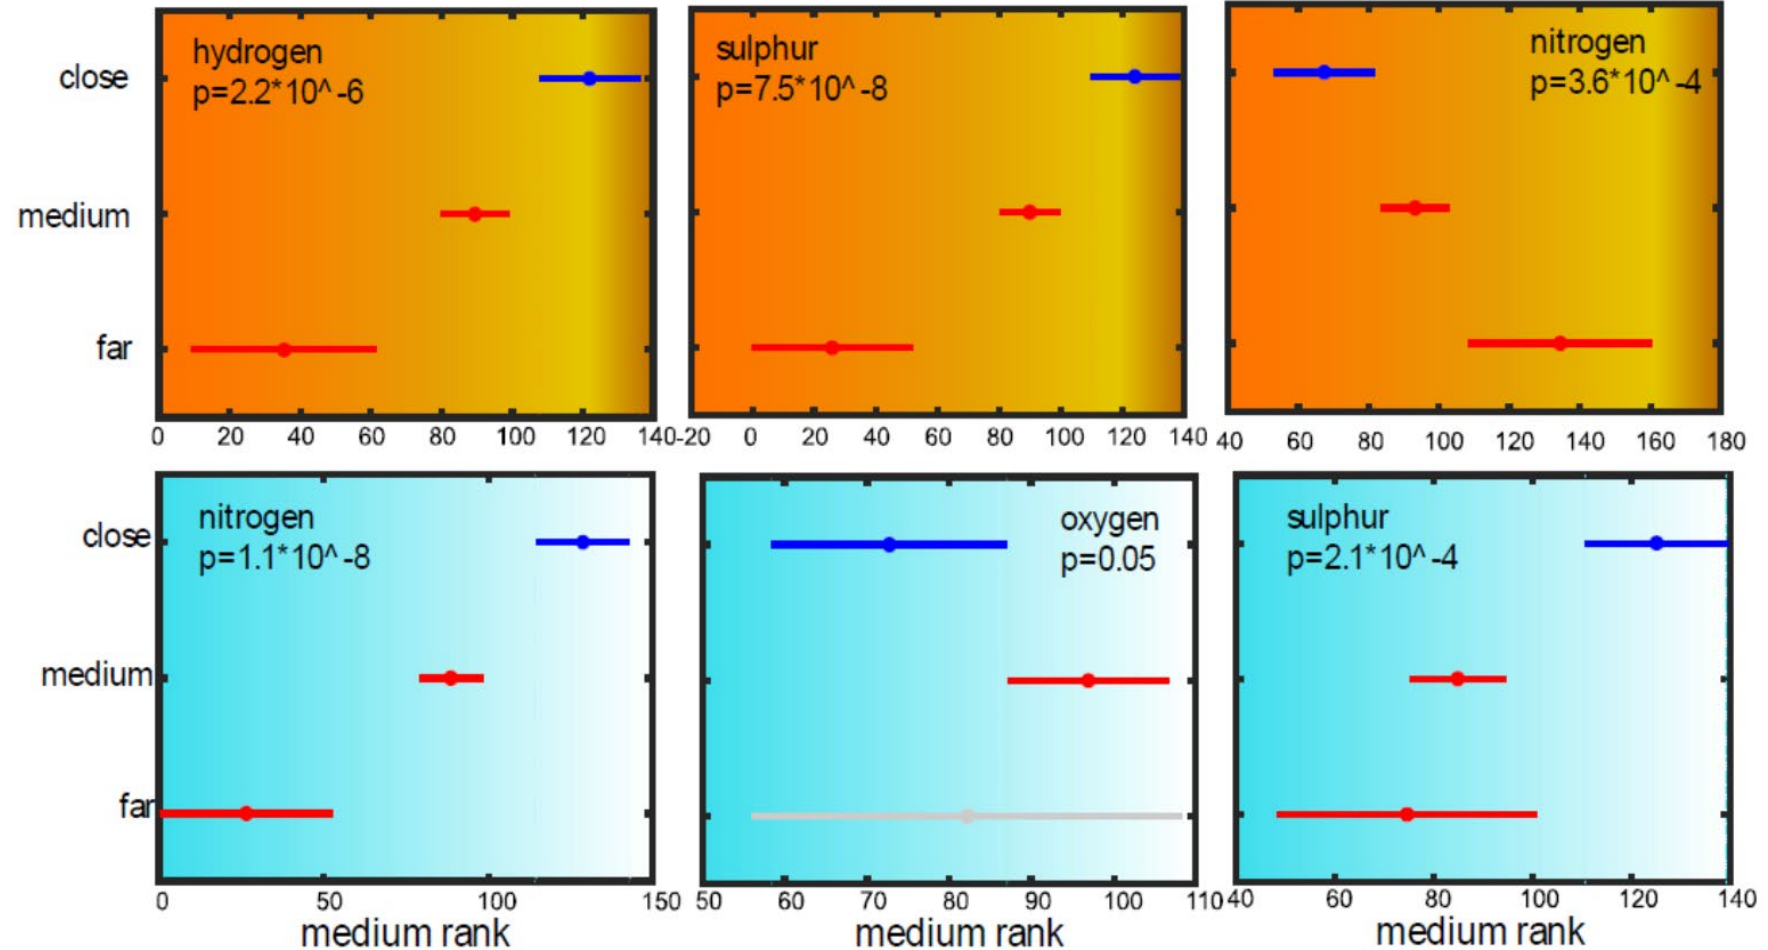 hydrogen
p=2.2*10^ -6
sulphur
p=7.5*10^ -8
nitrogen
p=3.6*10^ -4
close
medium
far
0 20 40 60 80 100 120 140
-20 0 20 40 60 80 100 120 140
40 60 80 100 120 140 160 180
nitrogen
p=1.1*10^ -8
oxygen
p=0.05
sulphur
p=2.1*10^ -4
close
medium
far
0 50 100 150
50 60 70 80 90 100 110
40 60 80 100 120 140
medium rank
medium rank
medium rank